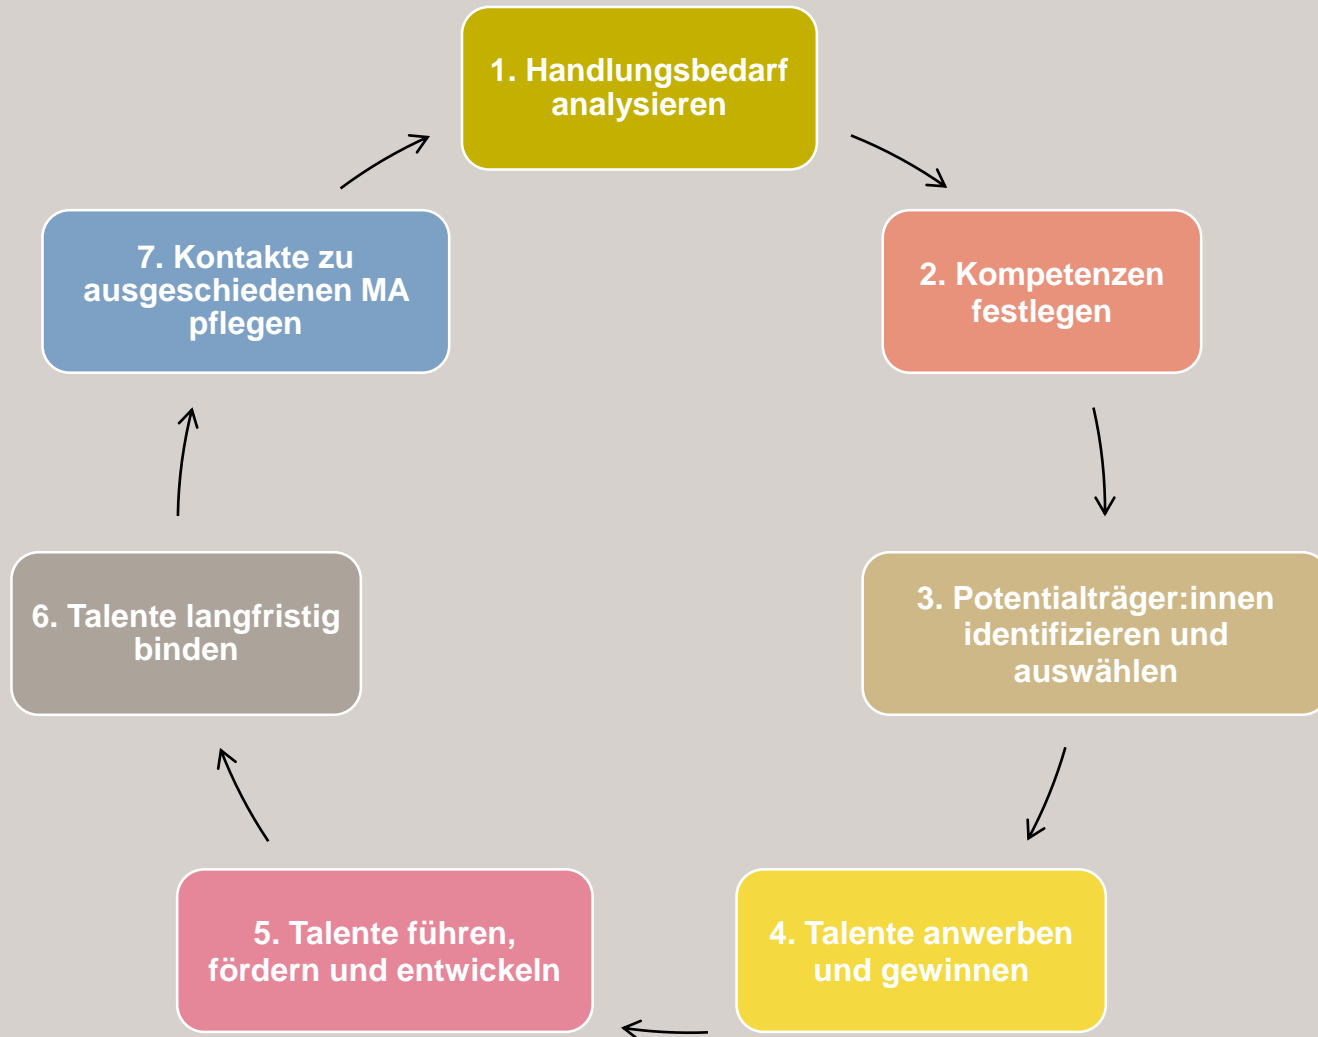 1. Handlungsbedarf
analysieren
2. Kompetenzen
festlegen
3. Potentialträger:innen
identifizieren und
auswählen
4. Talente anwerben
und gewinnen
5. Talente führen,
fördern und entwickeln
6. Talente langfristig
binden
7. Kontakte zu
ausgeschiedenen MA
pflegen